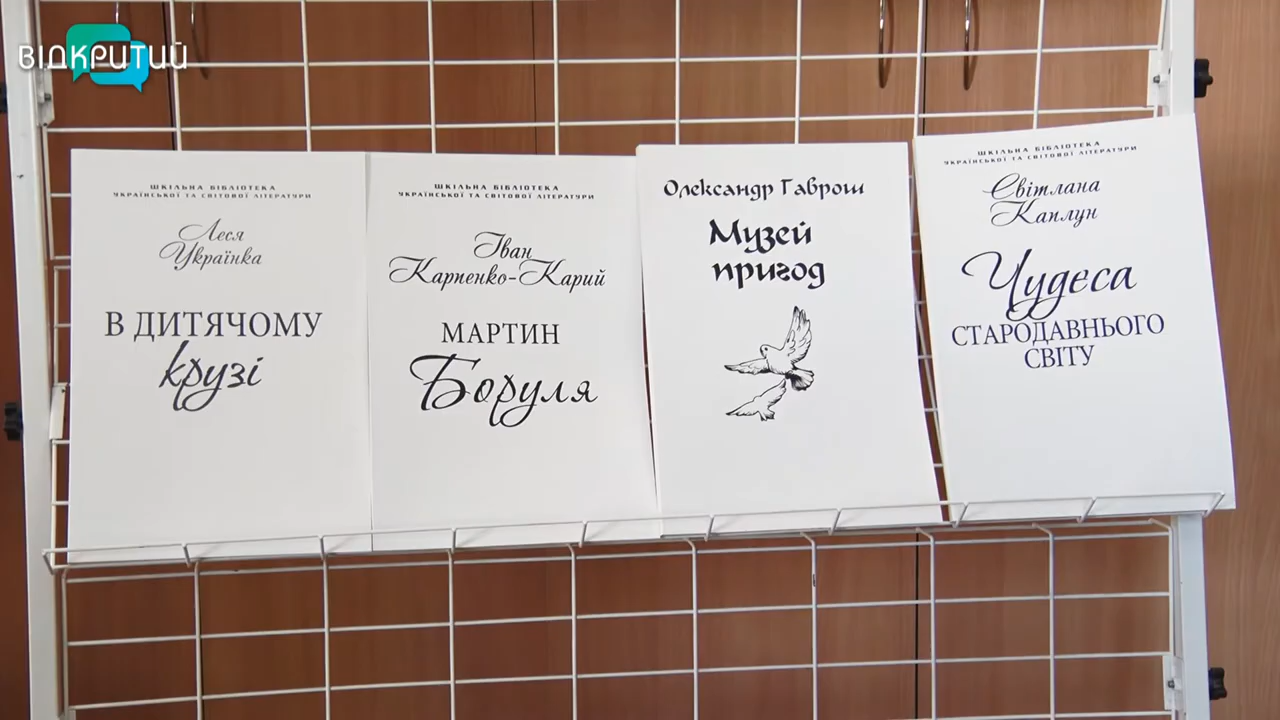 ВІДКРИТИЙ
ШКІЛЬНА БІБЛІОТЕКА
УКРАЇНСЬКОЇ ТА СВІТОВОЇ ЛІТЕРАТУРИ
Леся
Українка
В ДИТЯЧОМУ
крузі
ШКІЛЬНА БІБЛІОТЕКА
УКРАЇНСЬКОЇ ТА СВІТОВОЇ ЛІТЕРАТУРИ
Іван
Карпенко-Карий
МАРТИН
Боруля
Олександр Гаврош
Музей
пригод
ШКІЛЬНА БІБЛІОТЕКА
УКРАЇНСЬКОЇ ТА СВІТОВОЇ ЛІТЕРАТУРИ
Світлана
Каплун
Чудеса
СТАРОДАВНЬОГО
СВІТУ